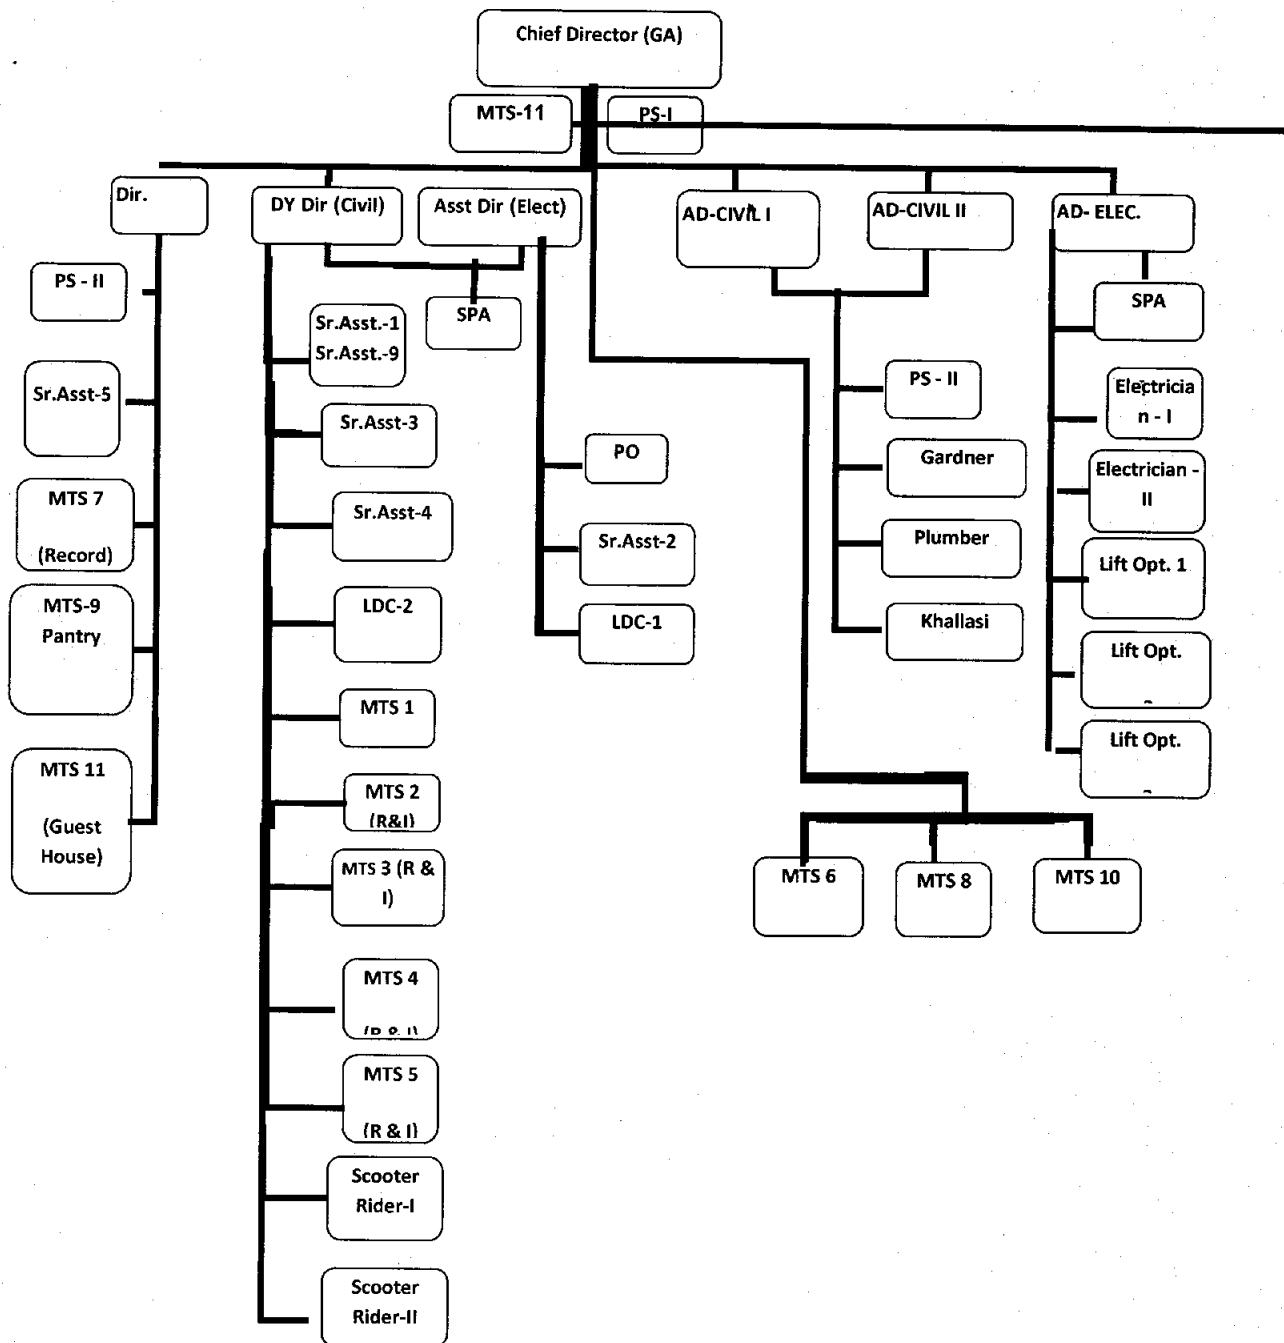 Chief Director (GA)
MTS-11
PS-I
Dir.
DY Dir (Civil)
Asst Dir (Elect)
AD-CIVIL I
AD-CIVIL II
AD- ELEC.
PS - II
Sr.Asst-5
MTS 7
(Record)
MTS-9
Pantry
MTS 11
(Guest
House)
Sr.Asst.-1
Sr.Asst.-9
Sr.Asst-3
Sr.Asst-4
LDC-2
MTS 1
MTS 2
(R&I)
MTS 3 (R &
I)
MTS 4
(R & I)
MTS 5
(R & I)
Scooter
Rider-I
Scooter
Rider-II
SPA
PO
Sr.Asst-2
LDC-1
PS - II
Gardner
Plumber
Khallasi
SPA
Electricia
n - I
Electrician -
II
Lift Opt. 1
Lift Opt.
Lift Opt.
MTS 6
MTS 8
MTS 10